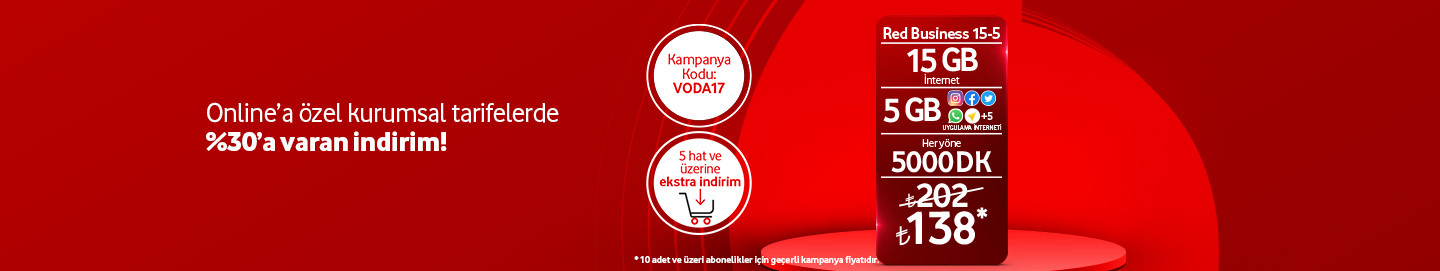 Online’a özel kurumsal tarifelerde
%30’a varan indirim!
Kampanya
Kodu:
VODA17
5 hat ve
üzerine
ekstra indirim
Red Business 15-5
15 GB
İnternet
5 GB
+5
UYGULAMA İNTERNETİ
Her yöne
5000 DK
₺202
₺138*
*10 adet ve üzeri abonelikler için geçerli kampanya fiyatıdır.